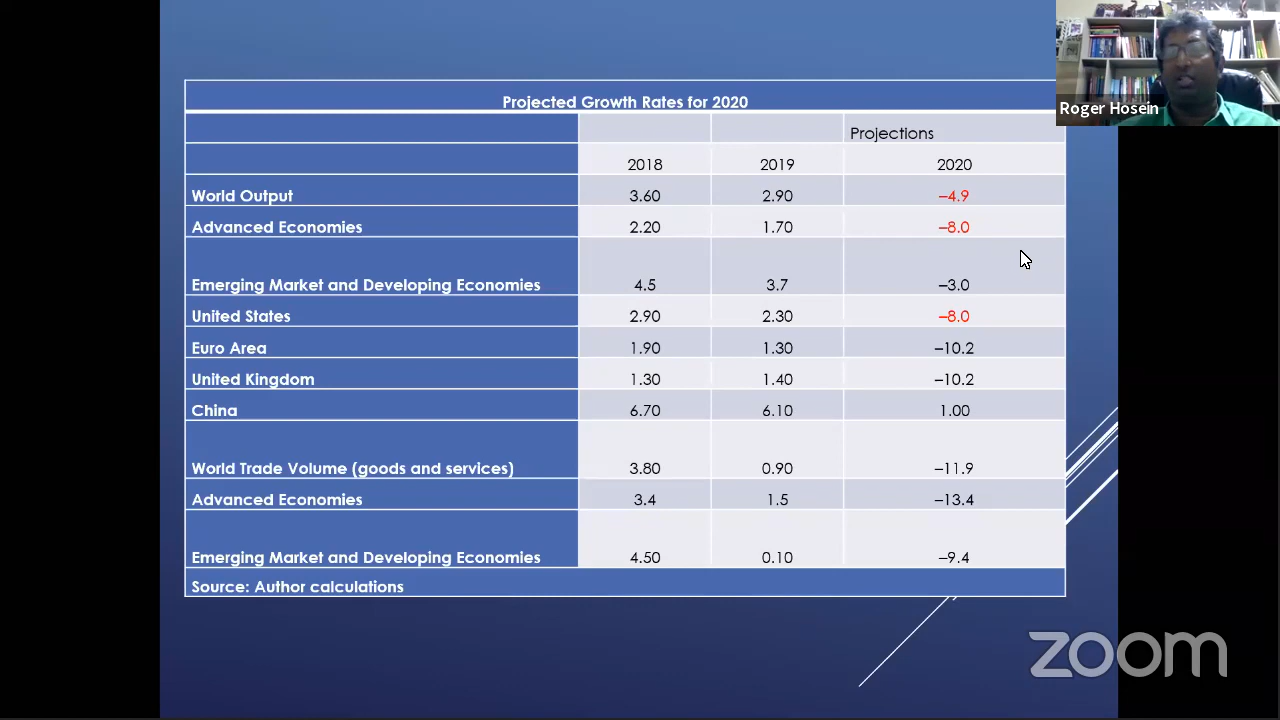 Projected Growth Rates for 2020
Projections
2018 2019 2020
World Output 3.60 2.90 –4.9
Advanced Economies 2.20 1.70 –8.0
Emerging Market and Developing Economies 4.5 3.7 –3.0
United States 2.90 2.30 –8.0
Euro Area 1.90 1.30 –10.2
United Kingdom 1.30 1.40 –10.2
China 6.70 6.10 1.00
World Trade Volume (goods and services) 3.80 0.90 –11.9
Advanced Economies 3.4 1.5 –13.4
Emerging Market and Developing Economies 4.50 0.10 –9.4
Source: Author calculations
Roger Hosein
zoom